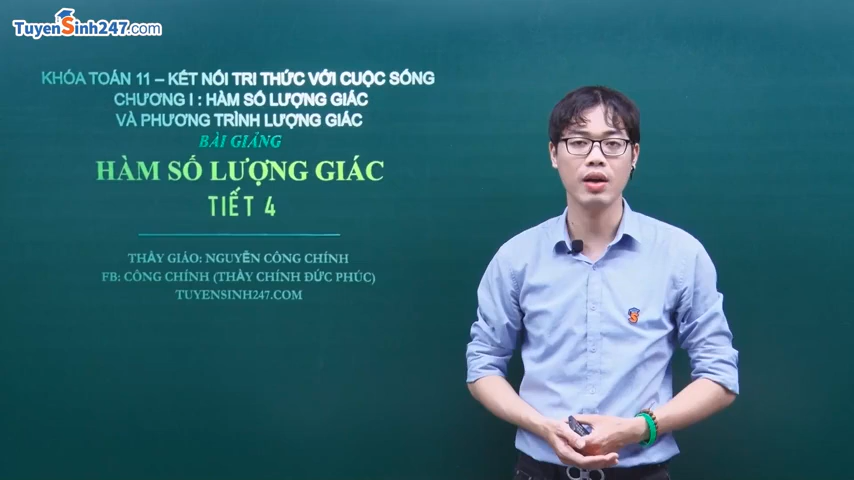 TuyenSinh247.com
KHÓA TOÁN 11 – KẾT NỐI TRI THỨC VỚI CUỘC SỐNG
CHƯƠNG I : HÀM SỐ LƯỢNG GIÁC
VÀ PHƯƠNG TRÌNH LƯỢNG GIÁC
BÀI GIẢNG
HÀM SỐ LƯỢNG GIÁC
TIẾT 4
THẦY GIÁO: NGUYỄN CÔNG CHÍNH
FB: CÔNG CHÍNH (THẦY CHÍNH ĐỨC PHÚC)
TUYENSINH247.COM